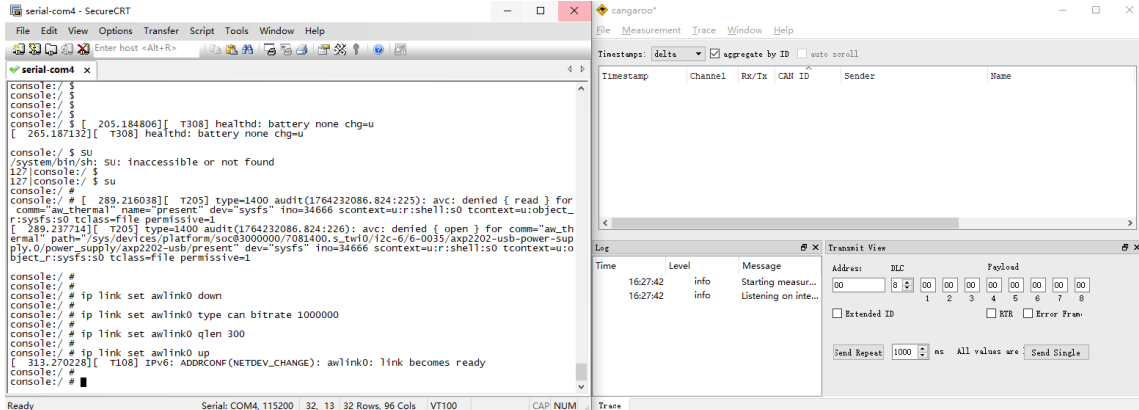 serial-com4 - SecureCRT
File Edit View Options Transfer Script Tools Window Help
Enter host <Alt+R>
serial-com4 x
console:/ $
console:/ $
console:/ $
console:/ $
console:/ $ [  205.184806][  T308] healthd: battery none chg=u
[  265.187132][  T308] healthd: battery none chg=u
console:/ $ SU
/system/bin/sh: SU: inaccessible or not found
127|console:/ $
127|console:/ $ su
console:/ #
console:/ # [  289.216038][  T205] type=1400 audit(1764232086.824:225): avc: denied { read } for
 comm="aw_thermal" name="present" dev="sysfs" ino=34666 scontext=u:r:shell:s0 tcontext=u:object_
r:sysfs:s0 tclass=file permissive=1
[  289.237714][  T205] type=1400 audit(1764232086.824:226): avc: denied { open } for comm="aw_th
ermal" path="/sys/devices/platform/soc@3000000/7081400.s_twi0/i2c-6/6-0035/axp2202-usb-power-sup
ply.0/power_supply/axp2202-usb/present" dev="sysfs" ino=34666 scontext=u:r:shell:s0 tcontext=u:o
bject_r:sysfs:s0 tclass=file permissive=1
console:/ #
console:/ #
console:/ # ip link set awlink0 down
console:/ #
console:/ # ip link set awlink0 type can bitrate 1000000
console:/ #
console:/ # ip link set awlink0 qlen 300
console:/ #
console:/ # ip link set awlink0 up
[  313.270228][  T108] IPv6: ADDRCONF(NETDEV_CHANGE): awlink0: link becomes ready
console:/ #
console:/ #
Ready Serial: COM4, 115200 32, 13 32 Rows, 96 Cols VT100 CAP NUM
cangaroo*
File Measurement Trace Window Help
Timestamps: delta aggregate by ID auto scroll
Timestamp Channel Rx/Tx CAN ID Sender Name
Log
Time Level Message
16:27:42 info Starting measur...
16:27:42 info Listening on inte...
Transmit View
Addres: DLC Payload
00 8 00 00 00 00 00 00 00 00
1 2 3 4 5 6 7 8
Extended ID RTR Error Fram
Send Repeat 1000 ms All values are Send Single
Trace